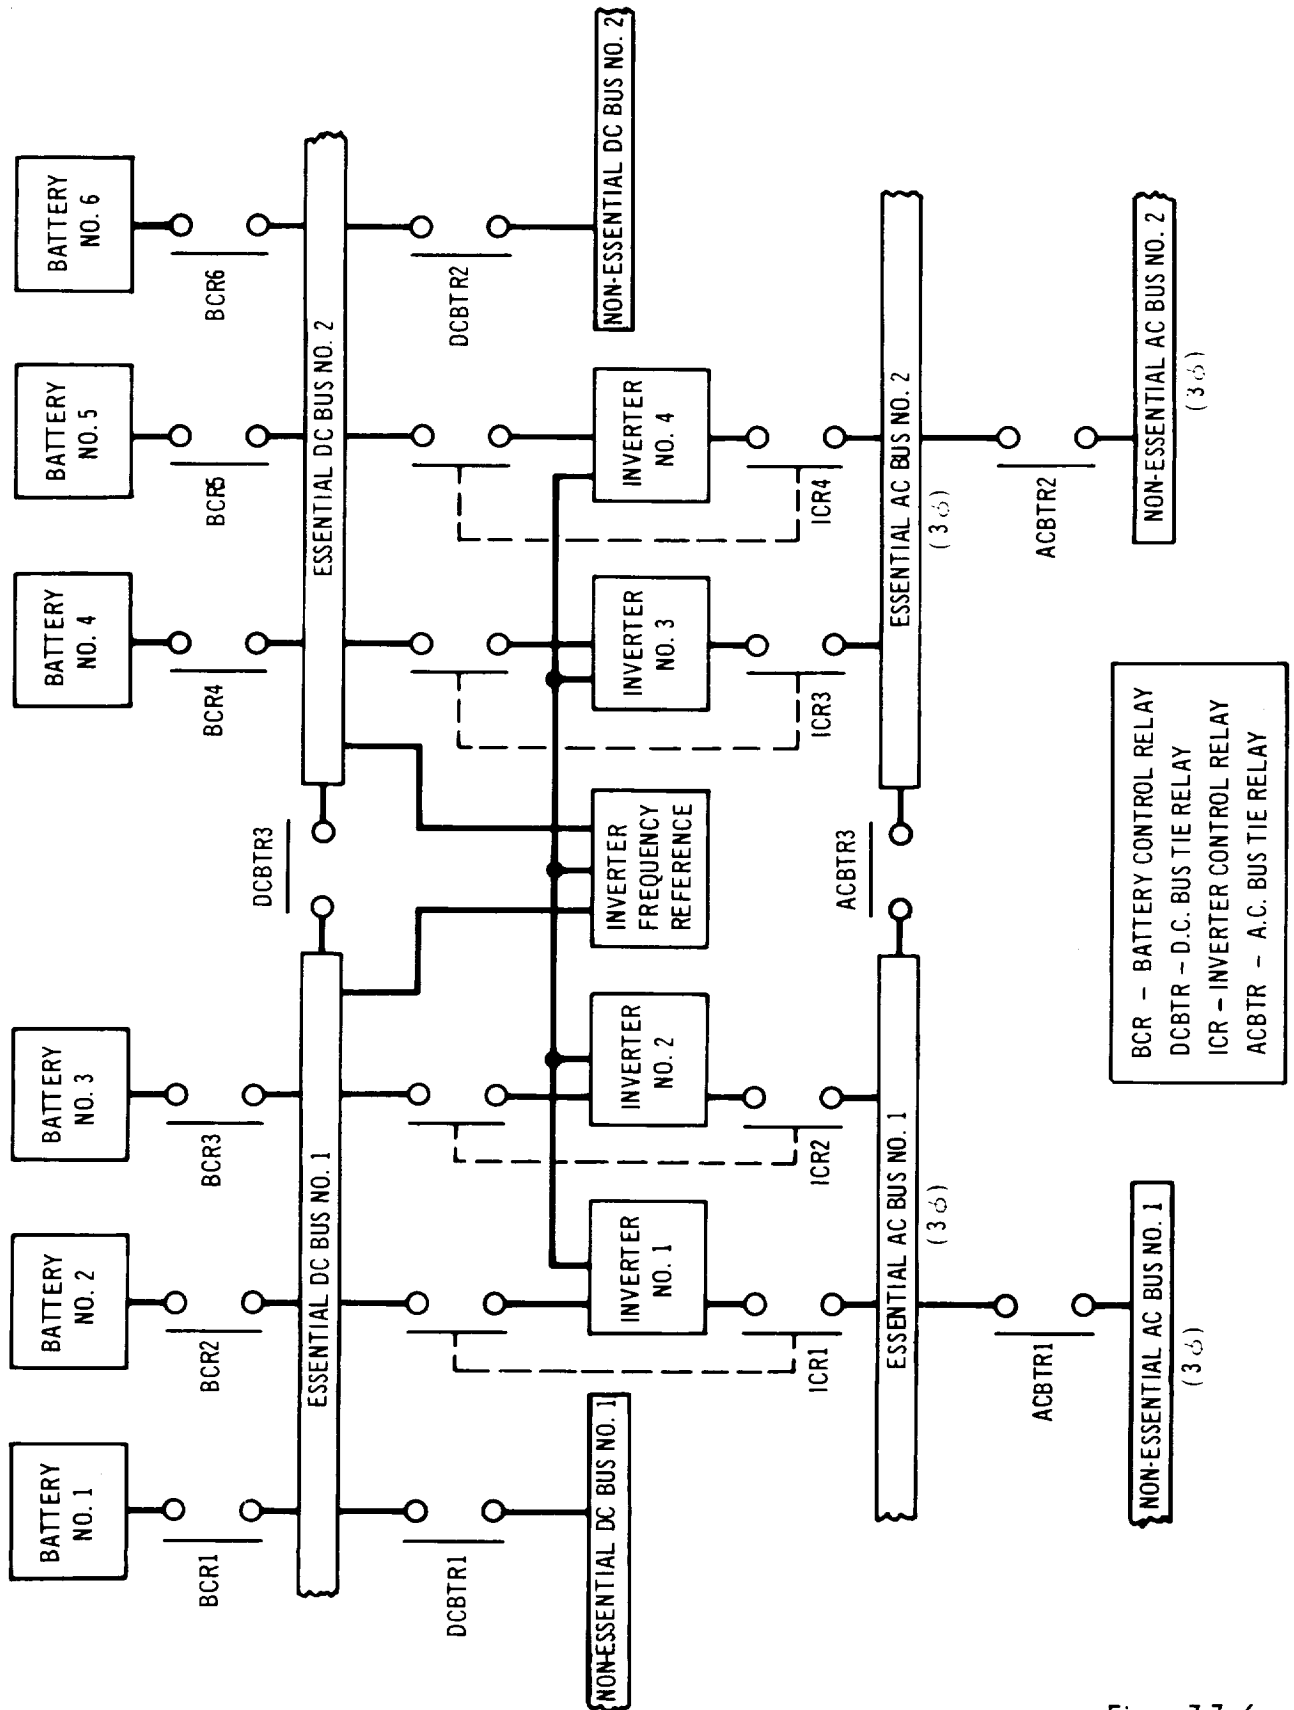 BATTERY
NO. 1
BATTERY
NO. 2
BATTERY
NO. 3
BATTERY
NO. 4
BATTERY
NO. 5
BATTERY
NO. 6
BCR1
BCR2
BCR3
BCR4
BCR5
BCR6
DCBTR3
ESSENTIAL DC BUS NO. 1
ESSENTIAL DC BUS NO. 2
DCBTR1
DCBTR2
NON-ESSENTIAL DC BUS NO. 1
INVERTER
NO. 1
INVERTER
NO. 2
INVERTER
FREQUENCY
REFERENCE
INVERTER
NO. 3
INVERTER
NO. 4
NON-ESSENTIAL DC BUS NO. 2
ICR1
ICR2
ICR3
ICR4
ACBTR3
ESSENTIAL AC BUS NO. 1
(3ϕ)
ESSENTIAL AC BUS NO. 2
(3ϕ)
ACBTR1
ACBTR2
NON-ESSENTIAL AC BUS NO. 1
(3ϕ)
NON-ESSENTIAL AC BUS NO. 2
(3ϕ)
BCR – BATTERY CONTROL RELAY
DCBTR – D.C. BUS TIE RELAY
ICR – INVERTER CONTROL RELAY
ACBTR – A.C. BUS TIE RELAY